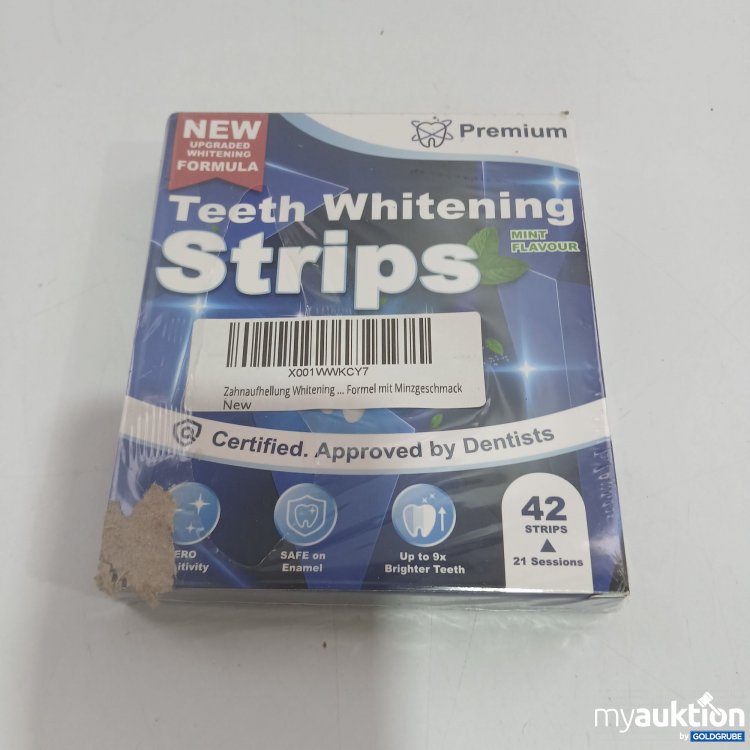 NEW
UPGRADED
WHITENING
FORMULA
Premium
Teeth Whitening
Strips
MINT
FLAVOUR
X001WWKCY7
Zahnaufhellung Whitening ... Formel mit Minzgeschmack
New
Certified. Approved by Dentists
SAFE on
Enamel
Up to 9x
Brighter Teeth
42
STRIPS
21 Sessions
myauktion
by GOLDGRUBE